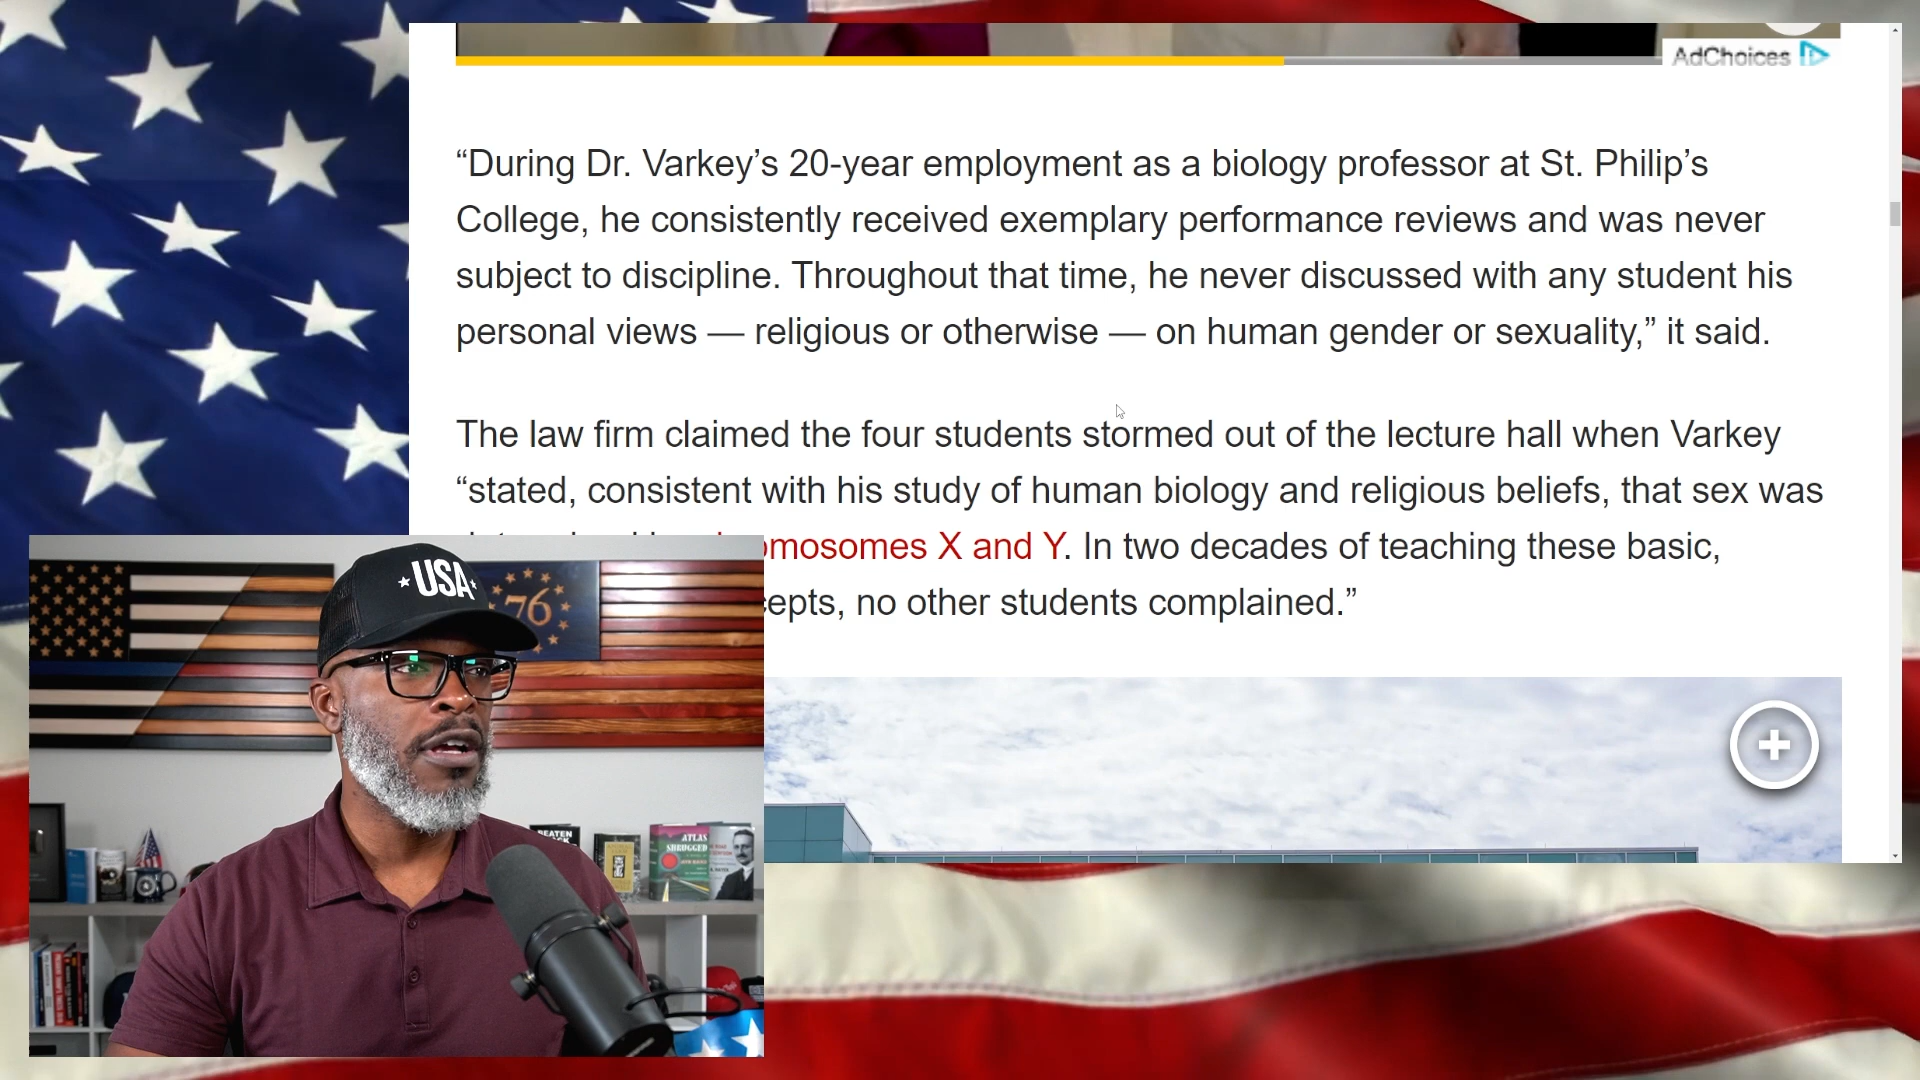 AdChoices
“During Dr. Varkey’s 20-year employment as a biology professor at St. Philip’s
College, he consistently received exemplary performance reviews and was never
subject to discipline. Throughout that time, he never discussed with any student his
personal views — religious or otherwise — on human gender or sexuality,” it said.
The law firm claimed the four students stormed out of the lecture hall when Varkey
“stated, consistent with his study of human biology and religious beliefs, that sex was
omosomes X and Y. In two decades of teaching these basic,
cepts, no other students complained.”
USA
76
ATLAS
SHRUGGED